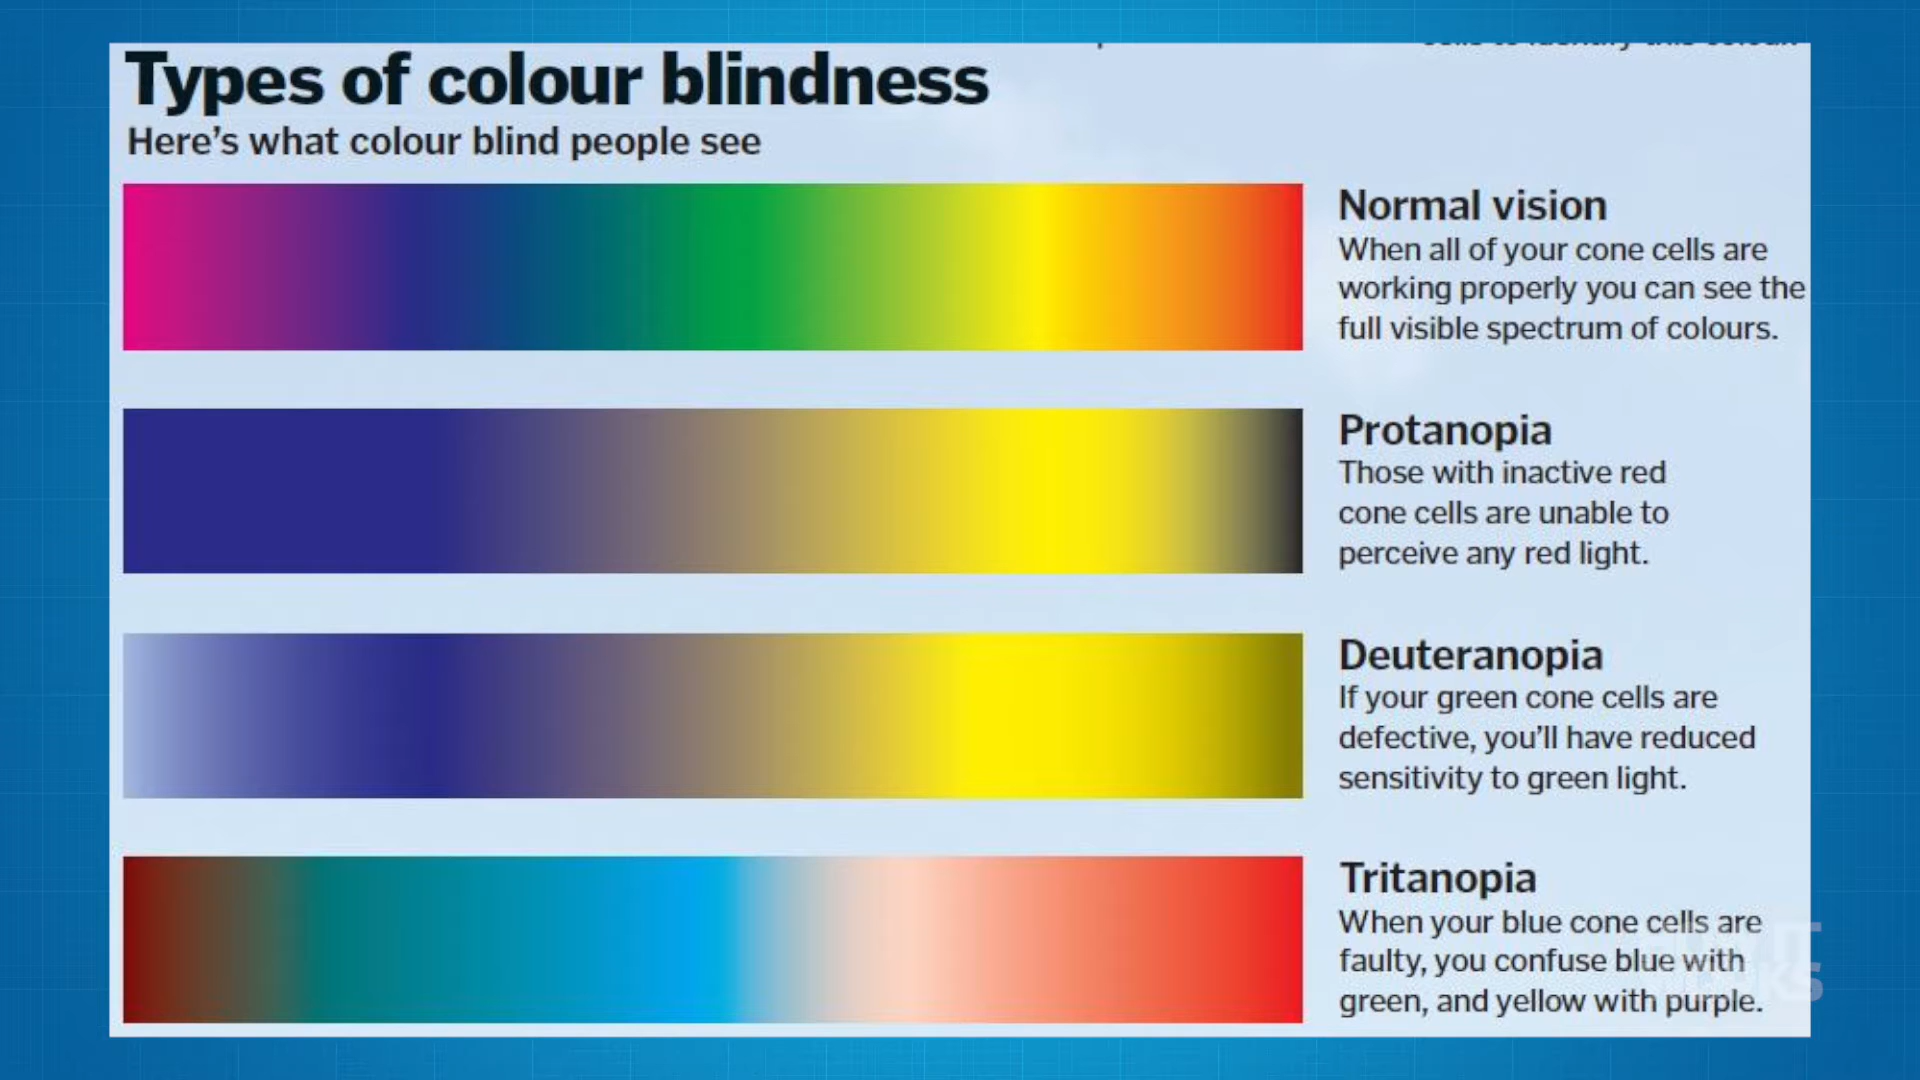 Types of colour blindness
Here's what colour blind people see
Normal vision
When all of your cone cells are
working properly you can see the
full visible spectrum of colours.
Protanopia
Those with inactive red
cone cells are unable to
perceive any red light.
Deuteranopia
If your green cone cells are
defective, you'll have reduced
sensitivity to green light.
Tritanopia
When your blue cone cells are
faulty, you confuse blue with
green, and yellow with purple.